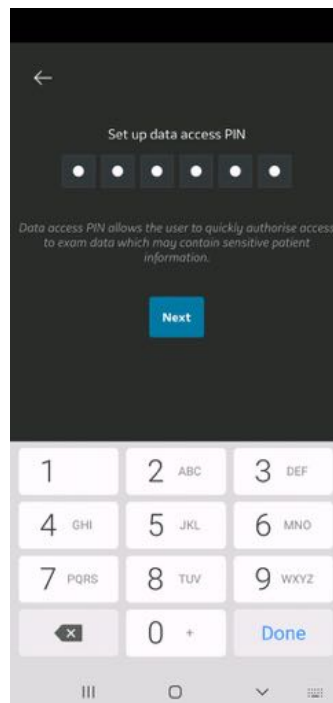 Set up data access PIN
Data access PIN allows the user to quickly authorise access
to exam data which may contain sensitive patient
information.
Next
1 2 ABC 3 DEF
4 GHI 5 JKL 6 MNO
7 PQRS 8 TUV 9 WXYZ
0 + Done